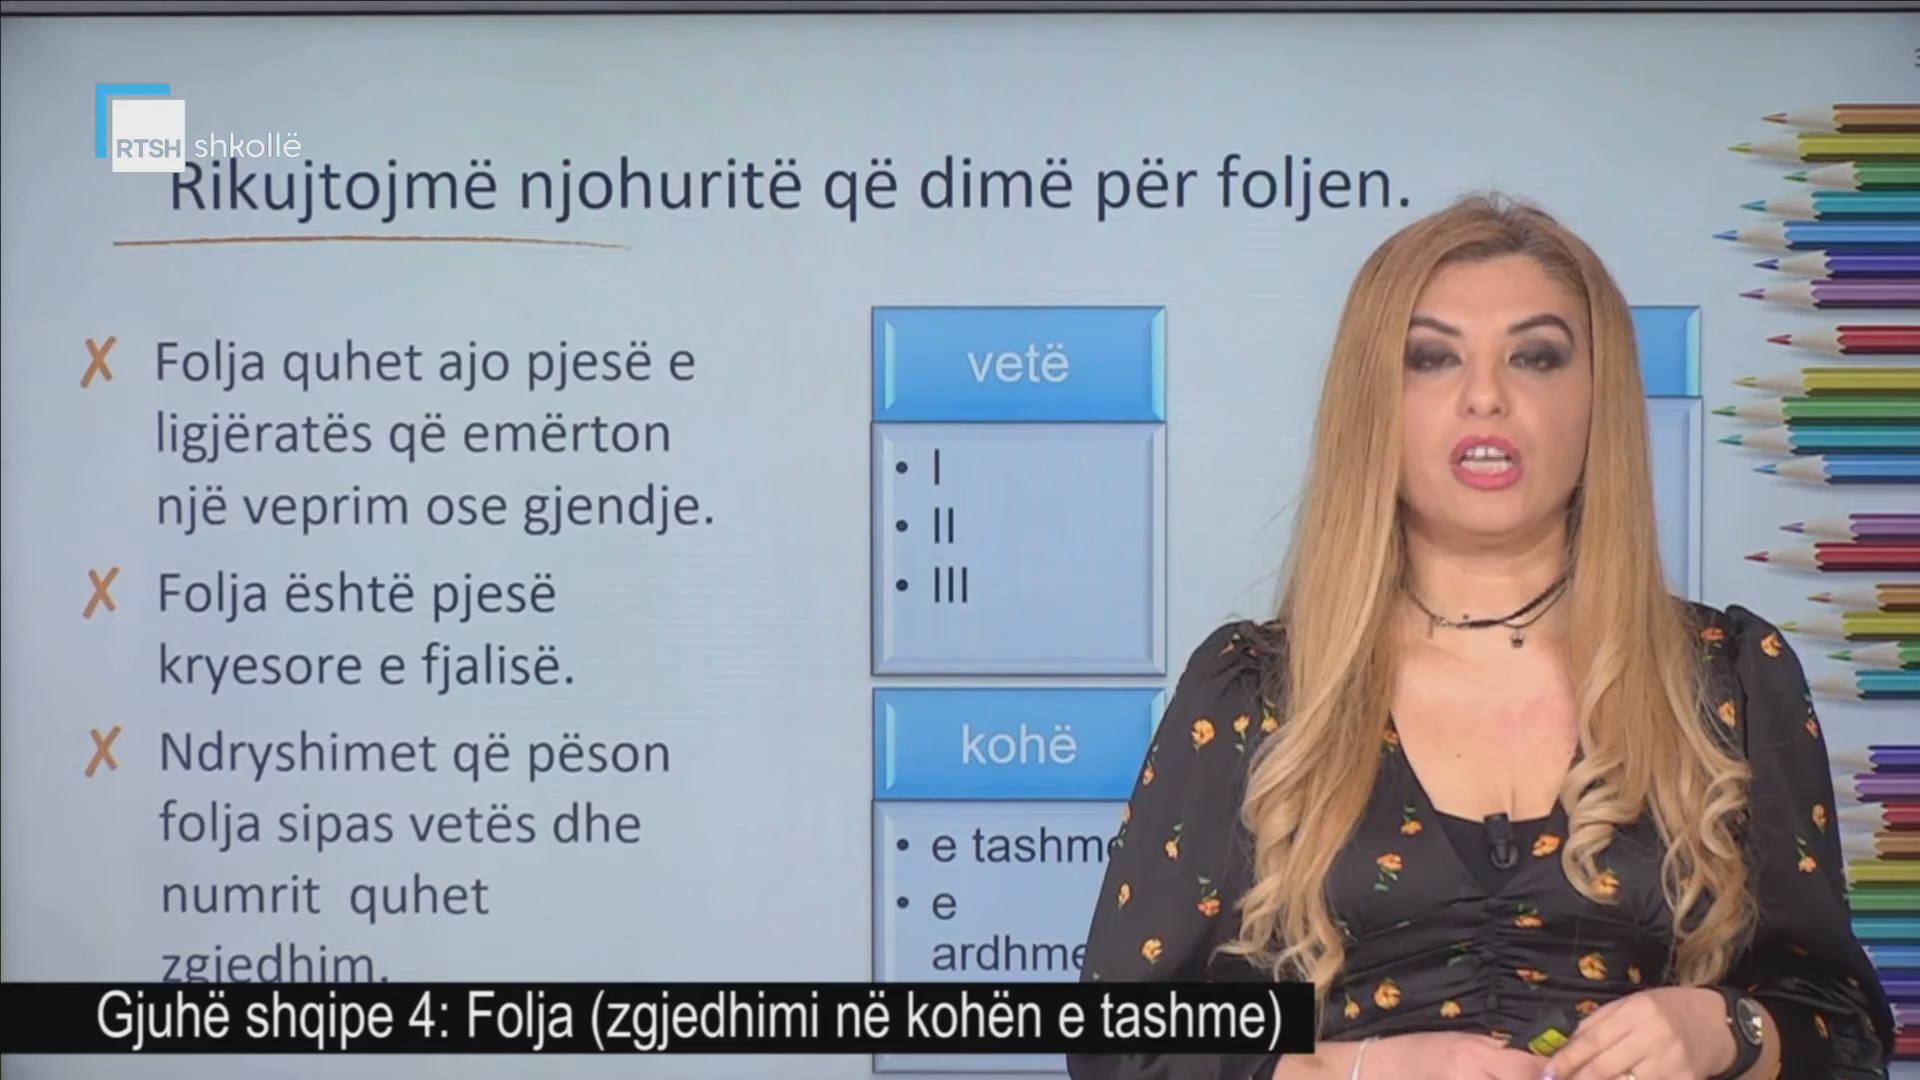 RTSH shkollë
Rikujtojmë njohuritë që dimë për foljen.
✗ Folja quhet ajo pjesë e
ligjëratës që emërton
një veprim ose gjendje.
✗ Folja është pjesë
kryesore e fjalisë.
✗ Ndryshimet që pëson
folja sipas vetës dhe
numrit quhet
zgjedhim.
vetë
• I
• II
• III
kohë
• e tashme
• e
ardhme
Gjuhë shqipe 4: Folja (zgjedhimi në kohën e tashme)